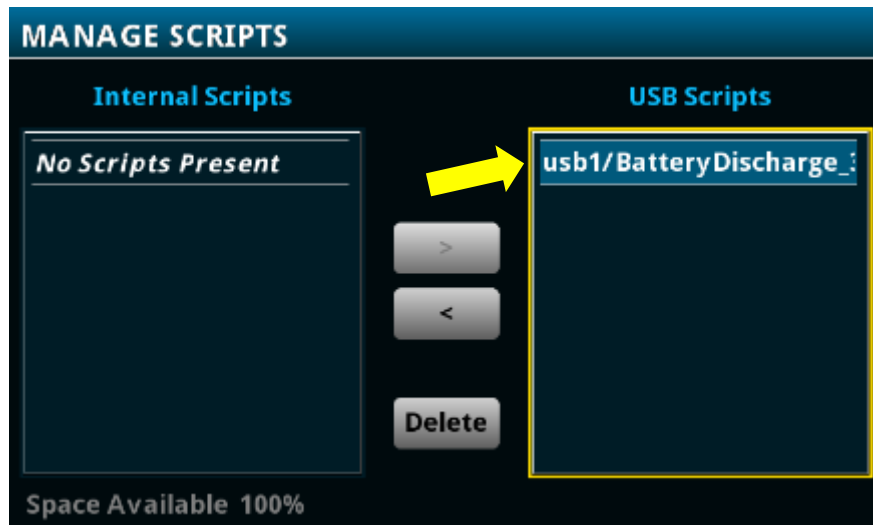 MANAGE SCRIPTS
Internal Scripts
USB Scripts
No Scripts Present
usb1/BatteryDischarge_
>
<
Delete
Space Available 100%